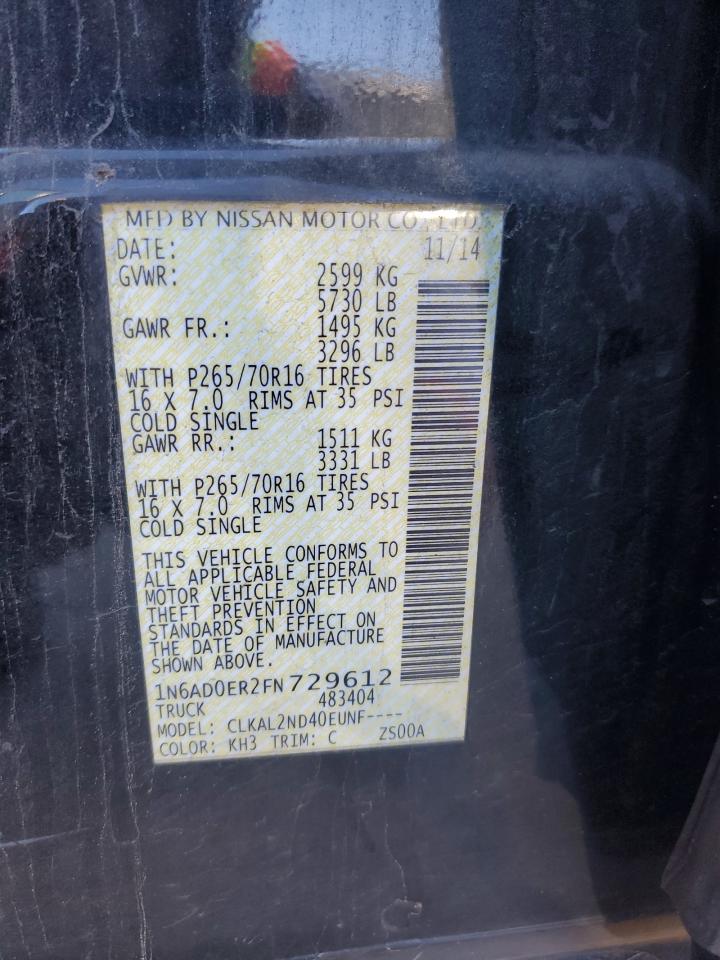 MFD BY NISSAN MOTOR CO., LTD.
DATE: 11/14
GVWR: 2599 KG
5730 LB
GAWR FR.: 1495 KG
3296 LB
WITH P265/70R16 TIRES
16 X 7.0 RIMS AT 35 PSI
COLD SINGLE
GAWR RR.: 1511 KG
3331 LB
WITH P265/70R16 TIRES
16 X 7.0 RIMS AT 35 PSI
COLD SINGLE
THIS VEHICLE CONFORMS TO
ALL APPLICABLE FEDERAL
MOTOR VEHICLE SAFETY AND
THEFT PREVENTION
STANDARDS IN EFFECT ON
THE DATE OF MANUFACTURE
SHOWN ABOVE.
1N6AD0ER2FN729612
TRUCK 483404
MODEL: CLKAL2ND40EUNF----
COLOR: KH3 TRIM: C ZS00A